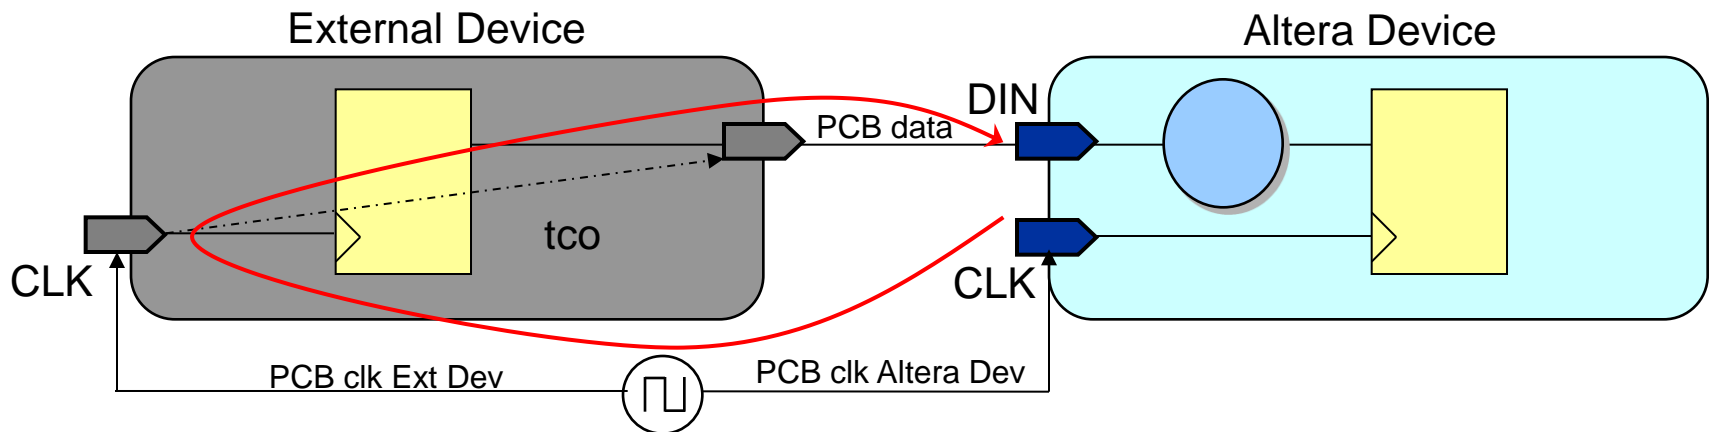 External Device
Altera Device
DIN
PCB data
tco
CLK
CLK
PCB clk Ext Dev
PCB clk Altera Dev